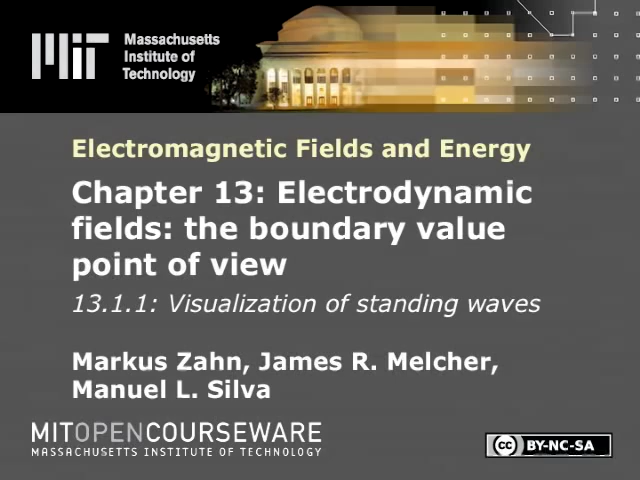 MIT
Massachusetts
Institute of
Technology
Electromagnetic Fields and Energy
Chapter 13: Electrodynamic
fields: the boundary value
point of view
13.1.1: Visualization of standing waves
Markus Zahn, James R. Melcher,
Manuel L. Silva
MITOPENCOURSEWARE
MASSACHUSETTS INSTITUTE OF TECHNOLOGY
cc BY-NC-SA